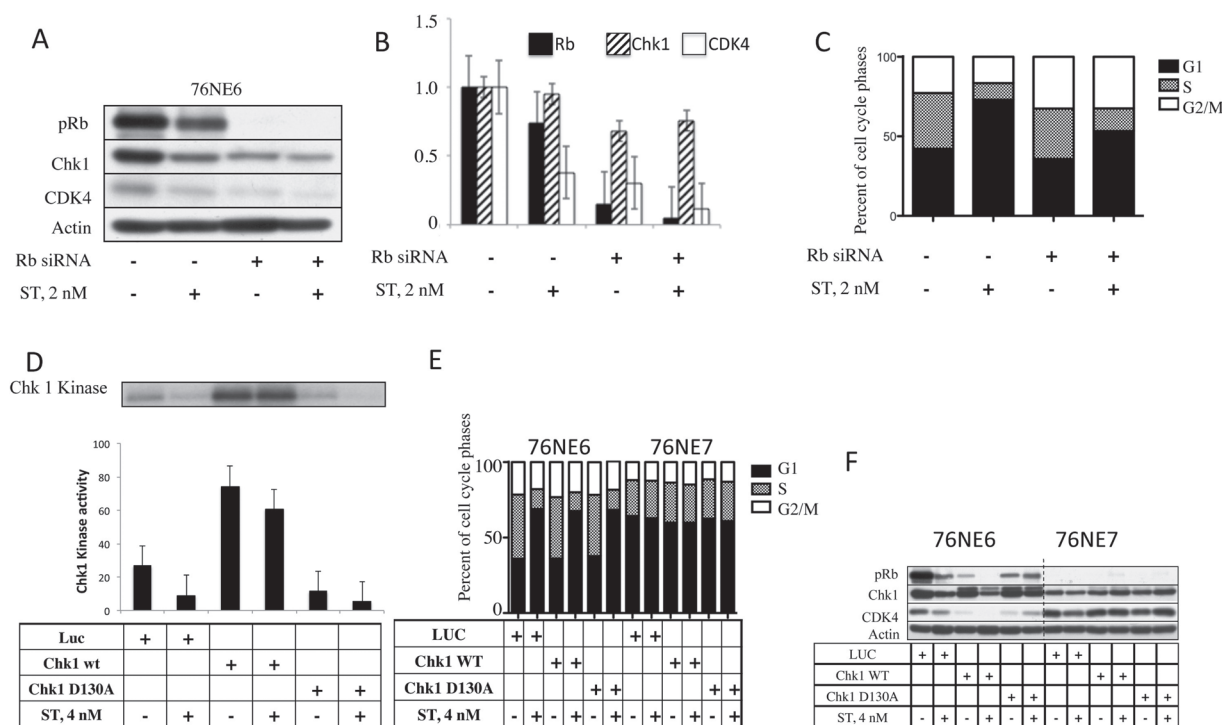 A
76NE6
pRb
Chk1
CDK4
Actin
Rb siRNA - - + +
ST, 2 nM - + - +
B
1.5
1.0
0.5
0
Rb Chk1 CDK4
Rb siRNA - - + +
ST, 2 nM - + - +
C
Percent of cell cycle phases
100
50
0
G1
S
G2/M
Rb siRNA - - + +
ST, 2 nM - + - +
D
Chk 1 Kinase
Chk1 Kinase activity
100
80
60
40
20
0
Luc + +
Chk1 wt + +
Chk1 D130A + +
ST, 4 nM - + - + - +
E
76NE6 76NE7
Percent of cell cycle phases
100
50
0
G1
S
G2/M
LUC + + + +
Chk1 WT + + + +
Chk1 D130A + + + +
ST, 4 nM - + - + - + - + - + - +
F
76NE6 76NE7
pRb
Chk1
CDK4
Actin
LUC + + + +
Chk1 WT + + + +
Chk1 D130A + + + +
ST, 4 nM - + - + - + - + - + - +